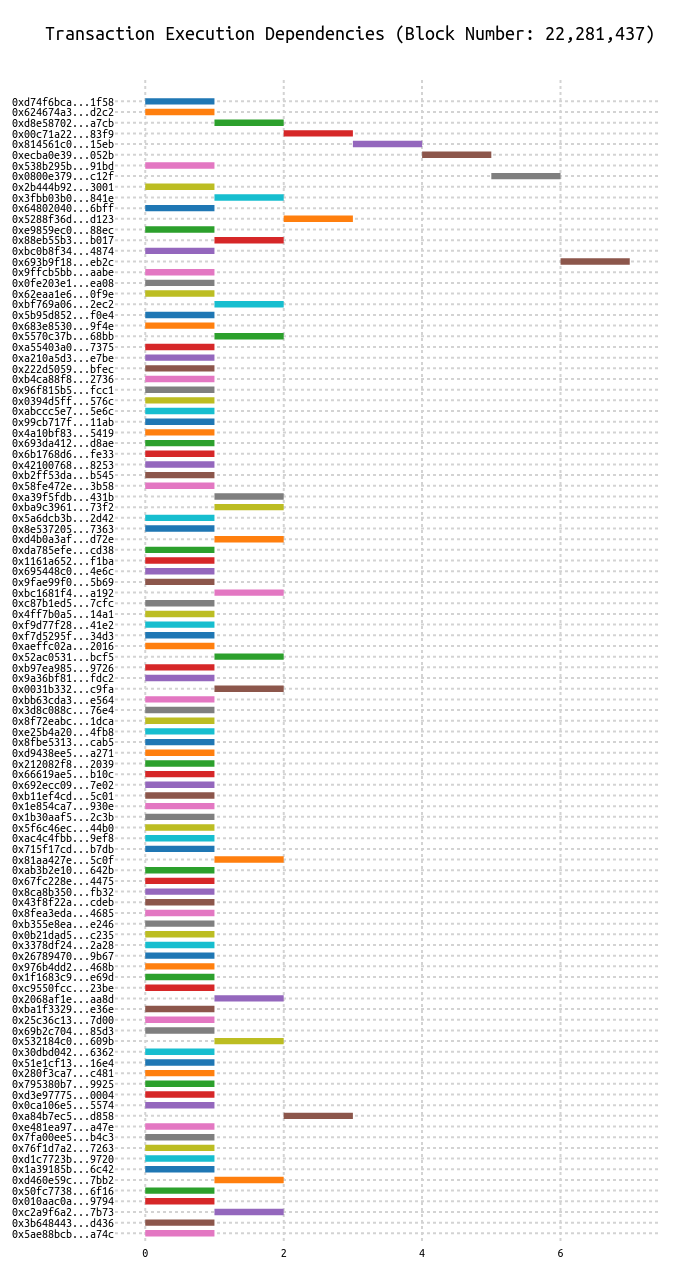 Transaction Execution Dependencies (Block Number: 22,281,437)
0xd74f6bca...1f58
0x624674a3...d2c2
0xd8e58702...a7cb
0x00c71a22...83f9
0x814561c0...15eb
0xecba0e39...052b
0x538b295b...91bd
0x0800e379...c12f
0x2b444b92...3001
0x3fbb03b0...841e
0x64802040...6bff
0x5288f36d...d123
0xe9859ec0...88ec
0x88eb55b3...b017
0xbc0b8f34...4874
0x693b9f18...eb2c
0x9ffcb5bb...aabe
0x0fe203e1...ea08
0x62eaa1e6...0f9e
0xbf769a06...2ec2
0x5b95d852...f0e4
0x683e8530...9f4e
0x5570c37b...68bb
0xa55403a0...7375
0xa210a5d3...e7be
0x222d5059...bfec
0xb4ca88f8...2736
0x96f815b5...fcc1
0x0394d5ff...576c
0xabccc5e7...5e6c
0x99cb717f...11ab
0x4a10bf83...5419
0x693da412...d8ae
0x6b1768d6...fe33
0x42100768...8253
0xb2ff53da...b545
0x58fe472e...3b58
0xa39f5fdb...431b
0xba9c3961...73f2
0x5a6dcb3b...2d42
0x8e537205...7363
0xd4b0a3af...d72e
0xda785efe...cd38
0x1161a652...f1ba
0x695448c0...4e6c
0x9fae99f0...5b69
0xbc1681f4...a192
0xc87b1ed5...7cfc
0x4ff7b0a5...14a1
0xf9d77f28...41e2
0xf7d5295f...34d3
0xaeffc02a...2016
0x52ac0531...bcf5
0xb97ea985...9726
0x9a36bf81...fdc2
0x0031b332...c9fa
0xbb63cda3...e564
0x3d8c088c...76e4
0x8f72eabc...1dca
0xe25b4a20...4fb8
0x8fbe5313...cab5
0xd9438ee5...a271
0x212082f8...2039
0x66619ae5...b10c
0x692ecc09...7e02
0xb11ef4cd...5c01
0x1e854ca7...930e
0x1b30aaf5...2c3b
0x5f6c46ec...44b0
0xac4c4fbb...9ef8
0x715f17cd...b7db
0x81aa427e...5c0f
0xab3b2e10...642b
0x67fc228e...4475
0x8ca8b350...fb32
0x43f8f22a...cdeb
0x8fea3eda...4685
0xb355e8ea...e246
0x0b21dad5...c235
0x3378df24...2a28
0x26789470...9b67
0x976b4dd2...468b
0x1f1683c9...e69d
0xc9550fcc...23be
0x2068af1e...aa8d
0xba1f3329...e36e
0x25c36c13...7d00
0x69b2c704...85d3
0x532184c0...609b
0x30dbd042...6362
0x51e1cf13...16e4
0x280f3ca7...c481
0x795380b7...9925
0xd3e97775...0004
0x0ca106e5...5574
0xa84b7ec5...d858
0xe481ea97...a47e
0x7fa00ee5...b4c3
0x76f1d7a2...7263
0xd1c7723b...9720
0x1a39185b...6c42
0xd460e59c...7bb2
0x50fc7738...6f16
0x010aac0a...9794
0xc2a9f6a2...7b73
0x3b648443...d436
0x5ae88bcb...a74c
0 2 4 6